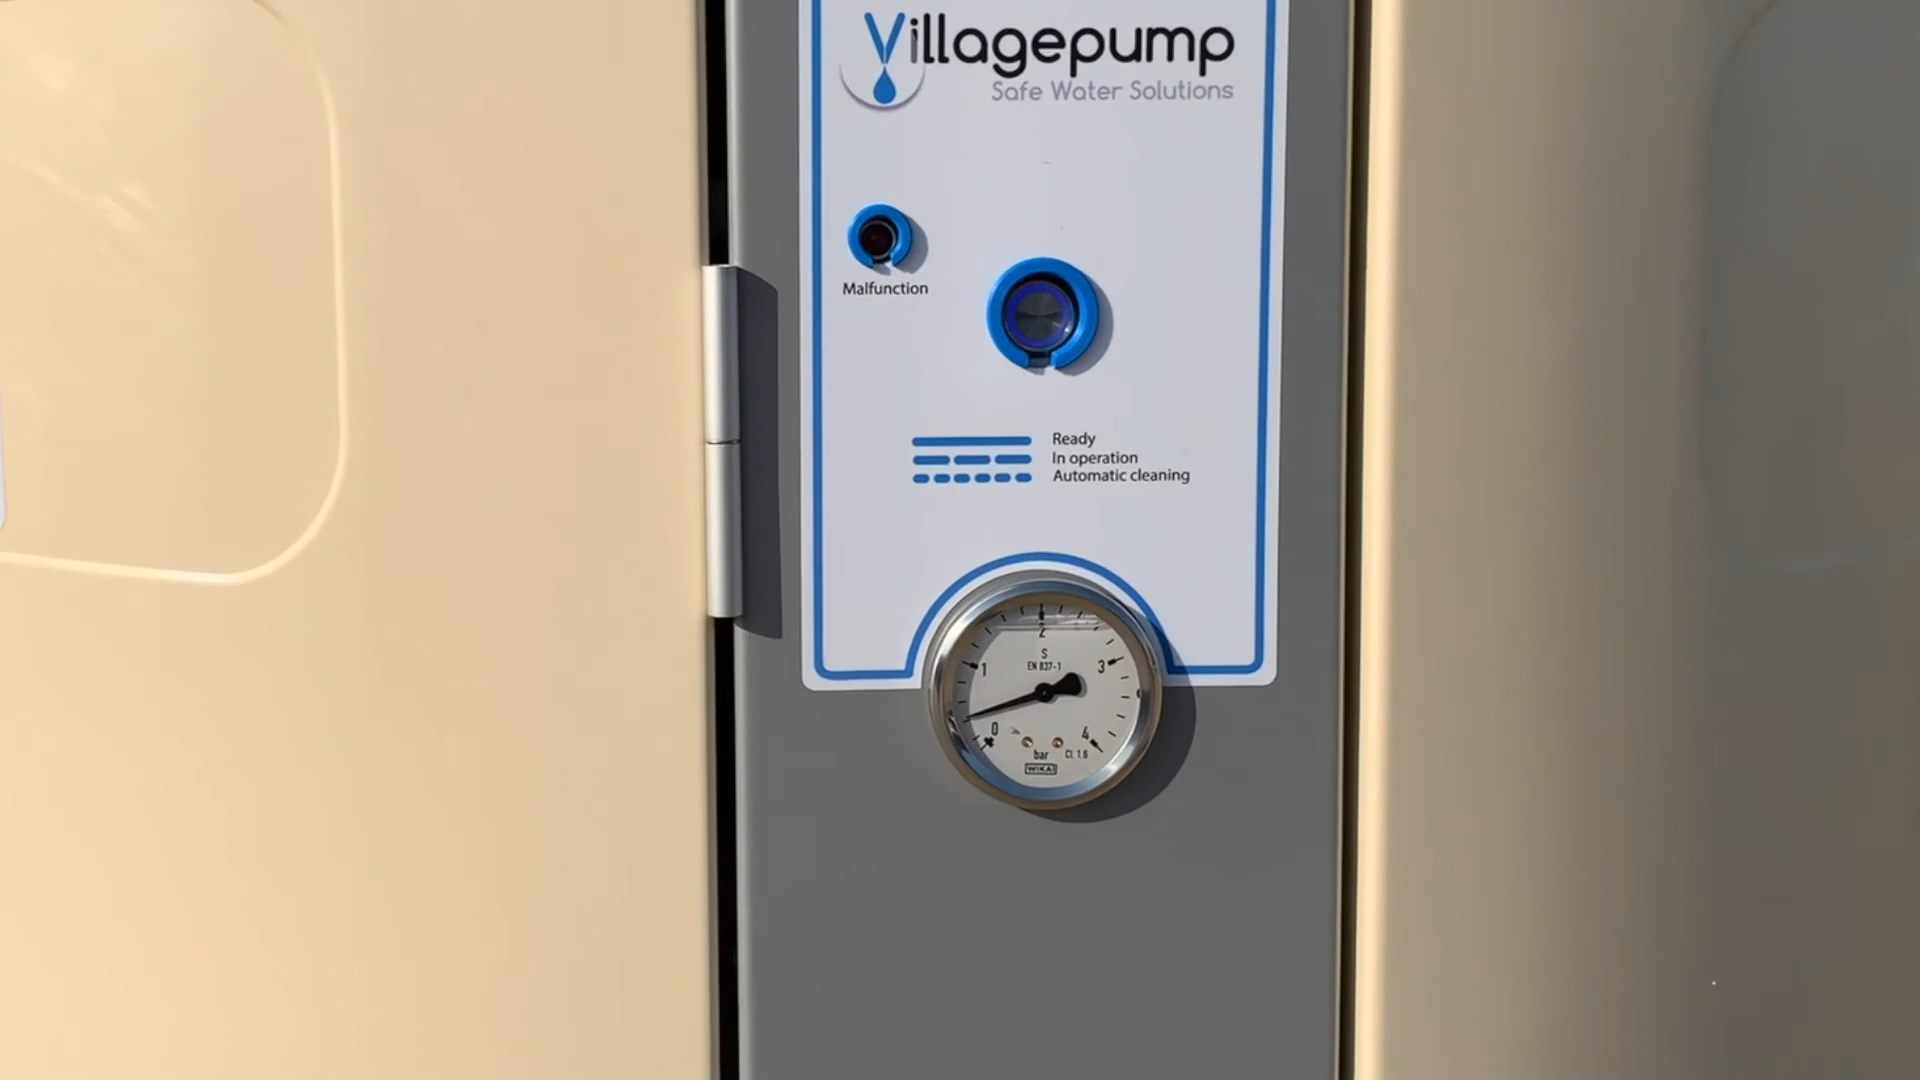 Villagepump
Safe Water Solutions
Malfunction
Ready
In operation
Automatic cleaning
2
S
EN 837-1
1
3
0
4
bar
Cl. 1.6
WIKA